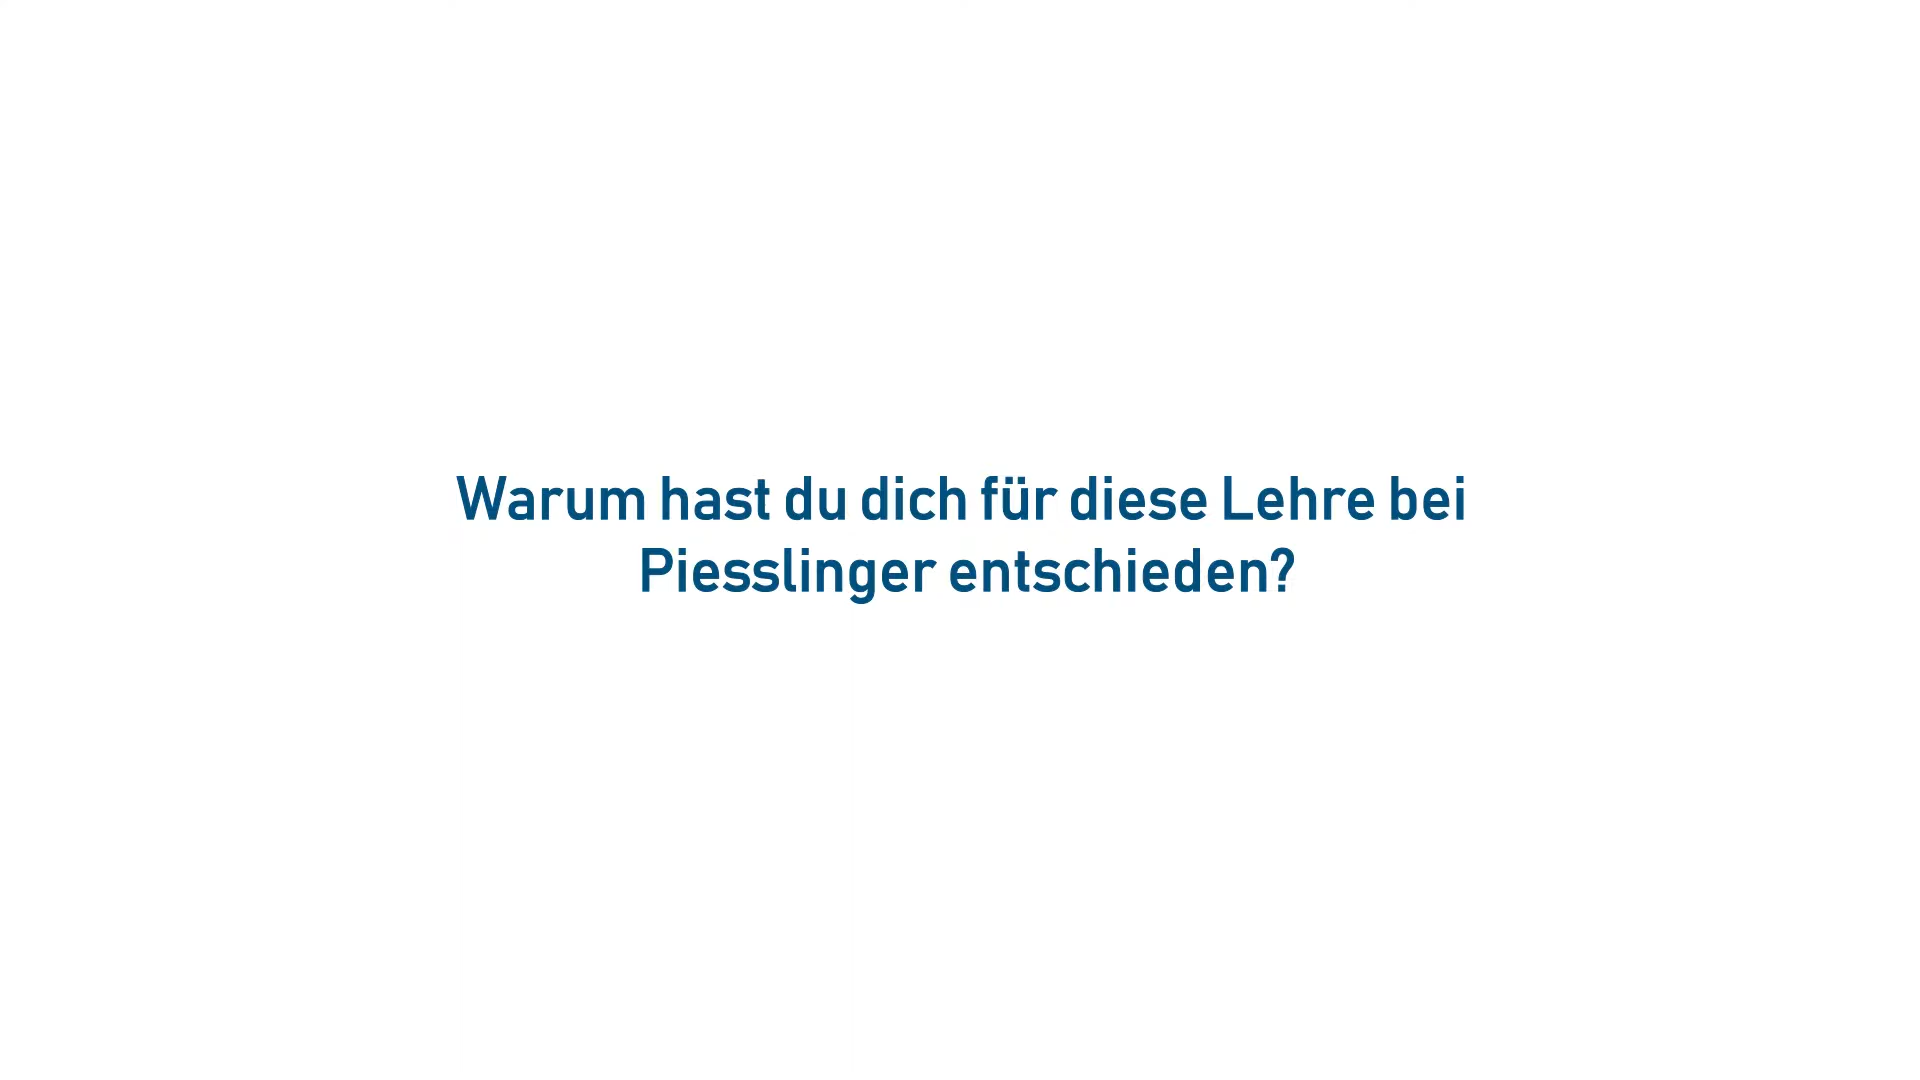 Warum hast du dich für diese Lehre bei
Piesslinger entschieden?